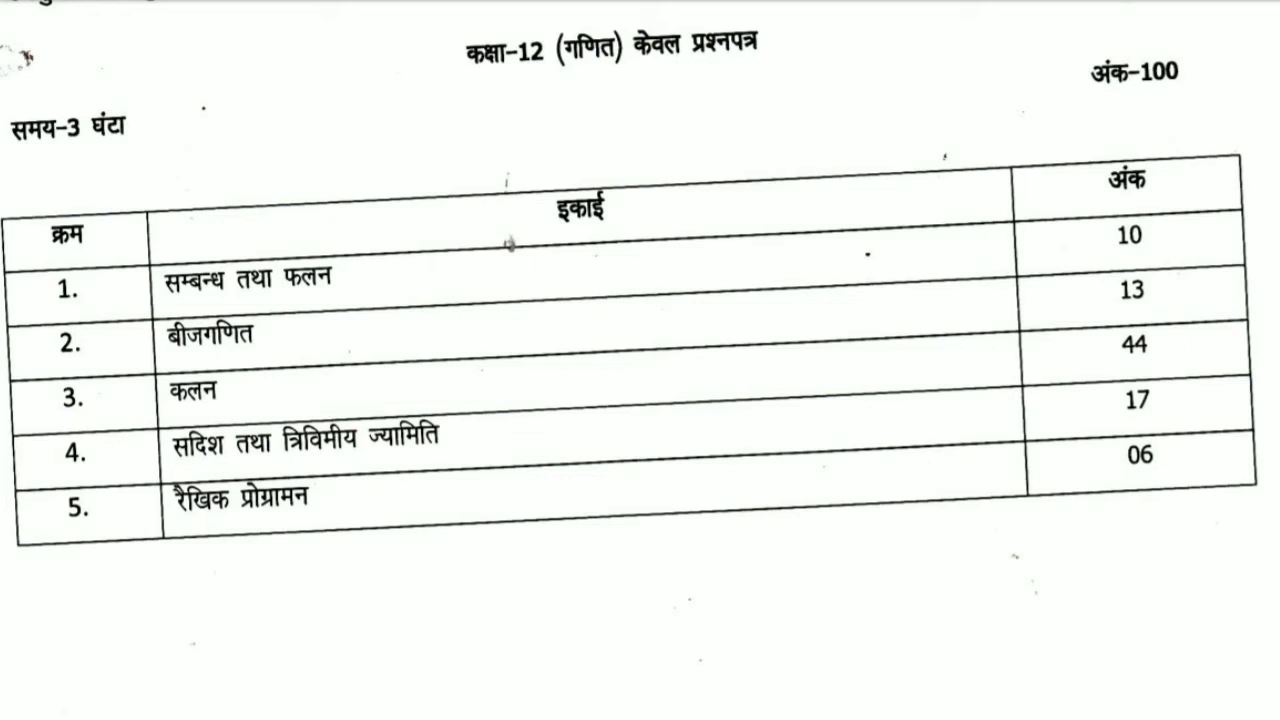 कक्षा-12 (गणित) केवल प्रश्नपत्र
अंक-100
समय-3 घंटा
क्रम इकाई अंक
1. सम्बन्ध तथा फलन 10
2. बीजगणित 13
3. कलन 44
4. सदिश तथा त्रिविमीय ज्यामिति 17
5. रैखिक प्रोग्रामन 06